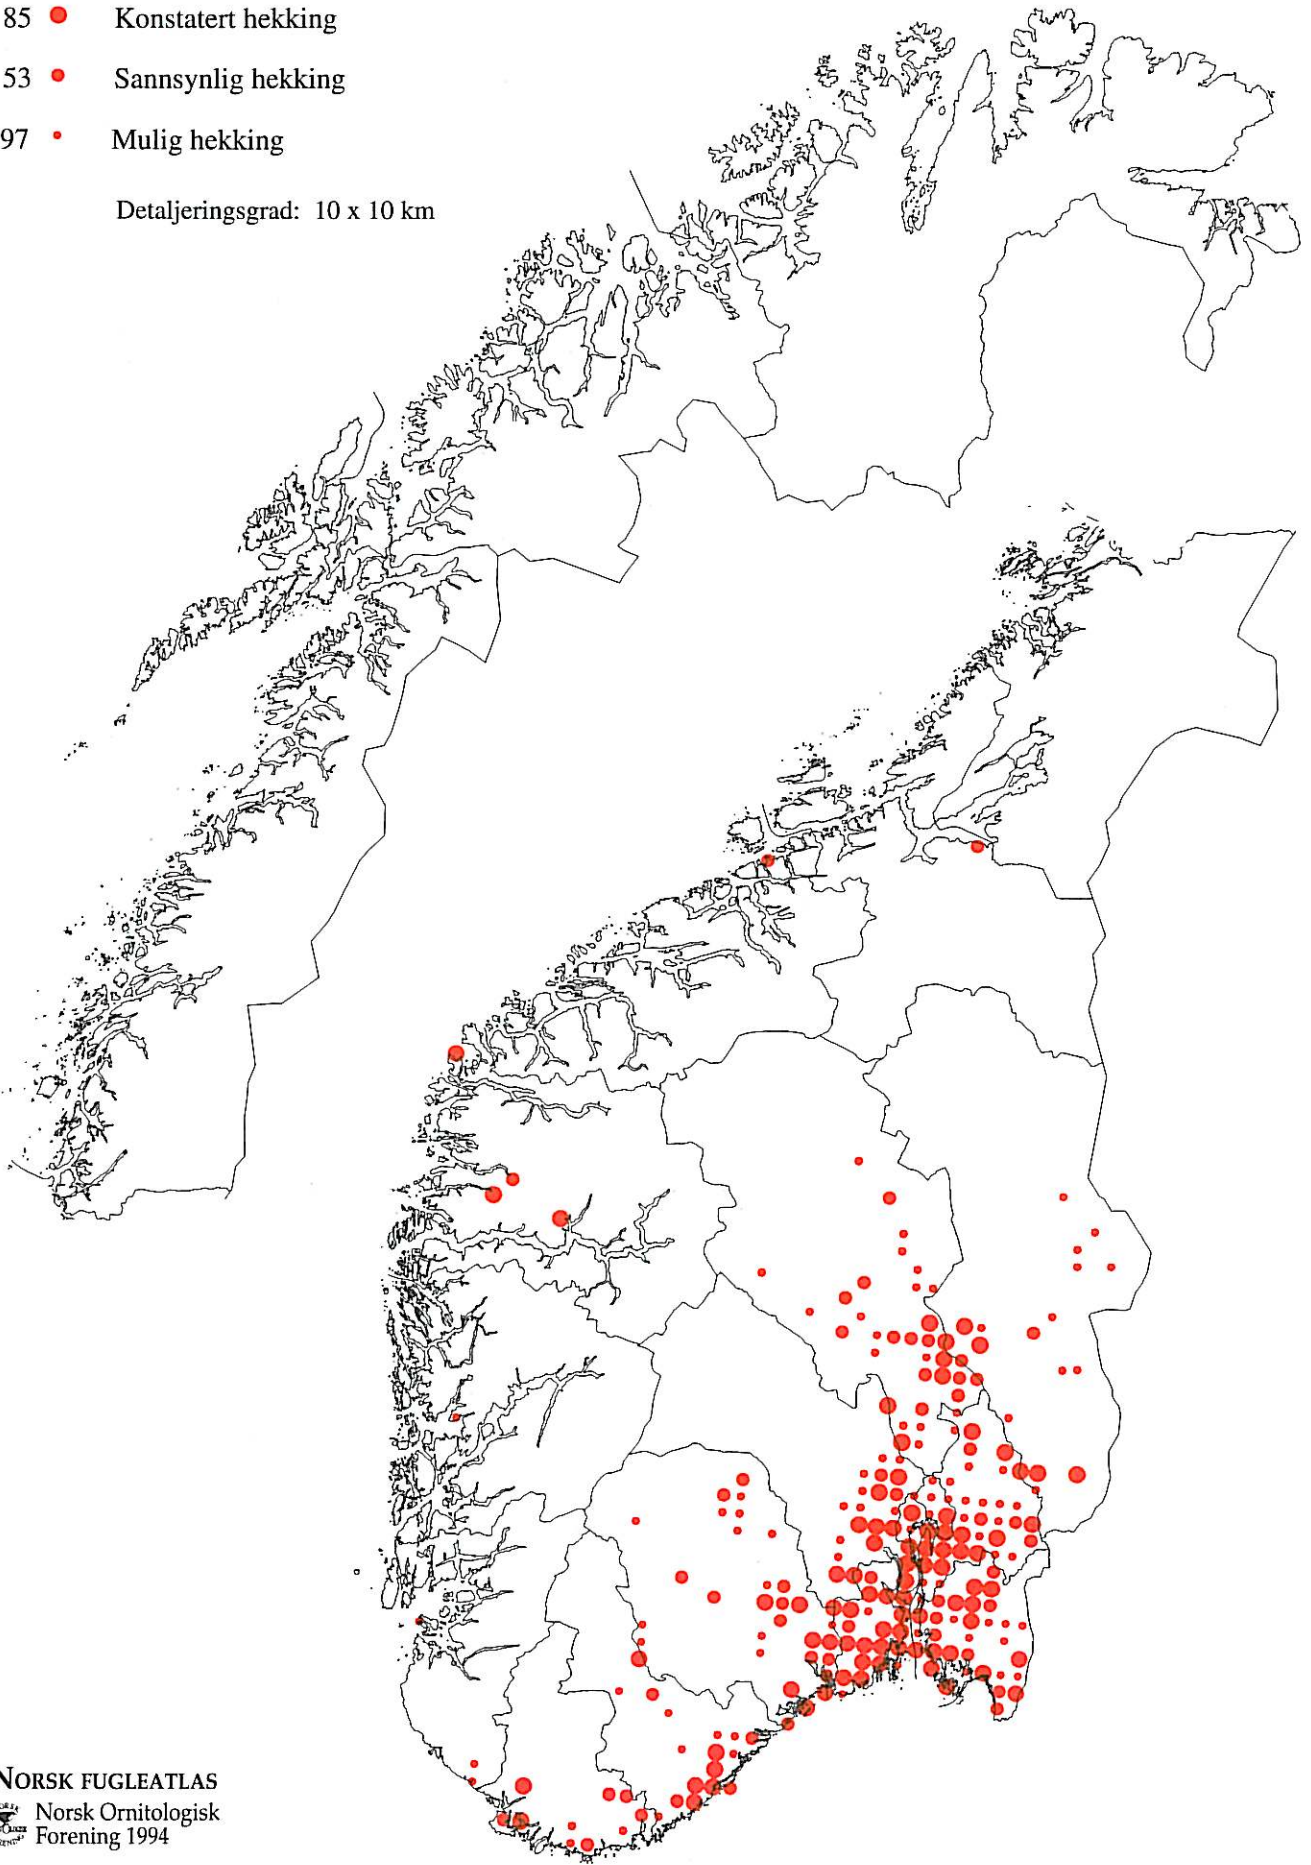 85 Konstatert hekking
53 Sannsynlig hekking
97 Mulig hekking
Detaljeringsgrad: 10 x 10 km
NORSK FUGLEATLAS
Norsk Ornitologisk
Forening 1994